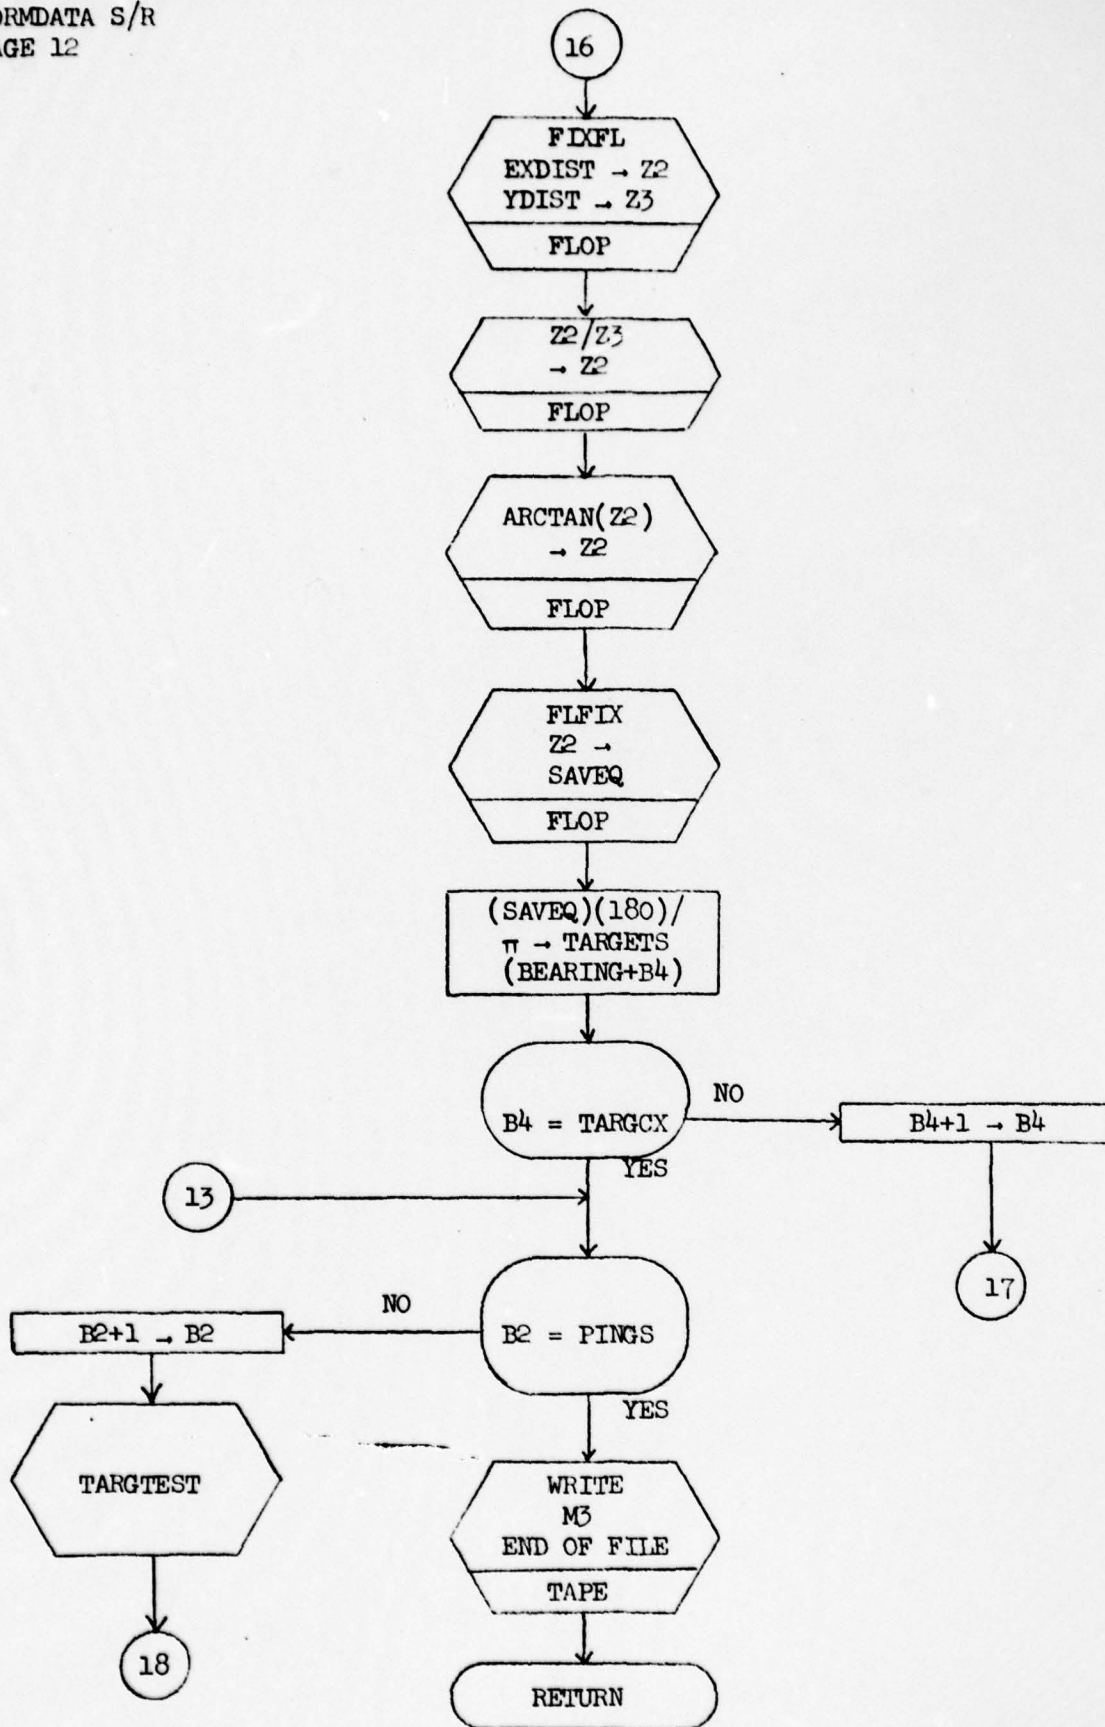 ORMDATA S/R
AGE 12
16
FIXFL
EXDIST → Z2
YDIST → Z3
FLOP
Z2/Z3
→ Z2
FLOP
ARCTAN(Z2)
→ Z2
FLOP
FLFIX
Z2 →
SAVEQ
FLOP
(SAVEQ)(180)/
π → TARGETS
(BEARING+B4)
B4 = TARGCX
NO
B4+1 → B4
YES
13
17
B2 = PINGS
NO
B2+1 → B2
YES
TARGTEST
WRITE
M3
END OF FILE
TAPE
18
RETURN